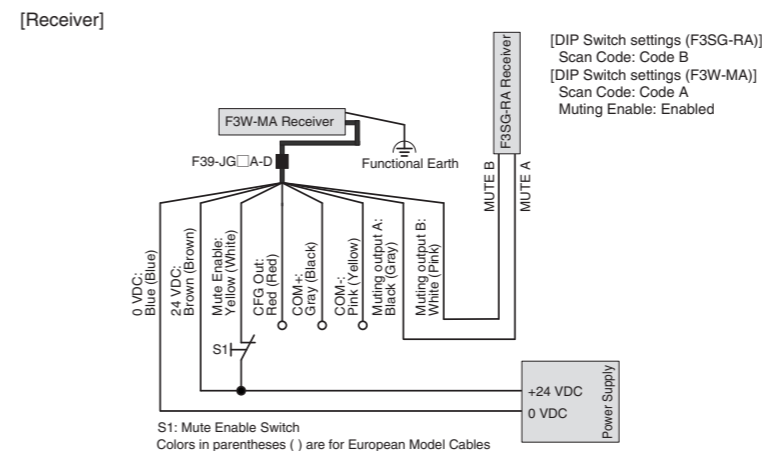 [Receiver]
[DIP Switch settings (F3SG-RA)]
Scan Code: Code B
[DIP Switch settings (F3W-MA)]
Scan Code: Code A
Muting Enable: Enabled
F3SG-RA Receiver
F3W-MA Receiver
F39-JG□A-D
Functional Earth
MUTE B
MUTE A
0 VDC:
Blue (Blue)
24 VDC:
Brown (Brown)
Mute Enable:
Yellow (White)
CFG Out:
Red (Red)
COM+:
Gray (Black)
COM-:
Pink (Yellow)
Muting output A:
Black (Gray)
Muting output B:
White (Pink)
S1
+24 VDC
0 VDC
Power Supply
S1: Mute Enable Switch
Colors in parentheses ( ) are for European Model Cables